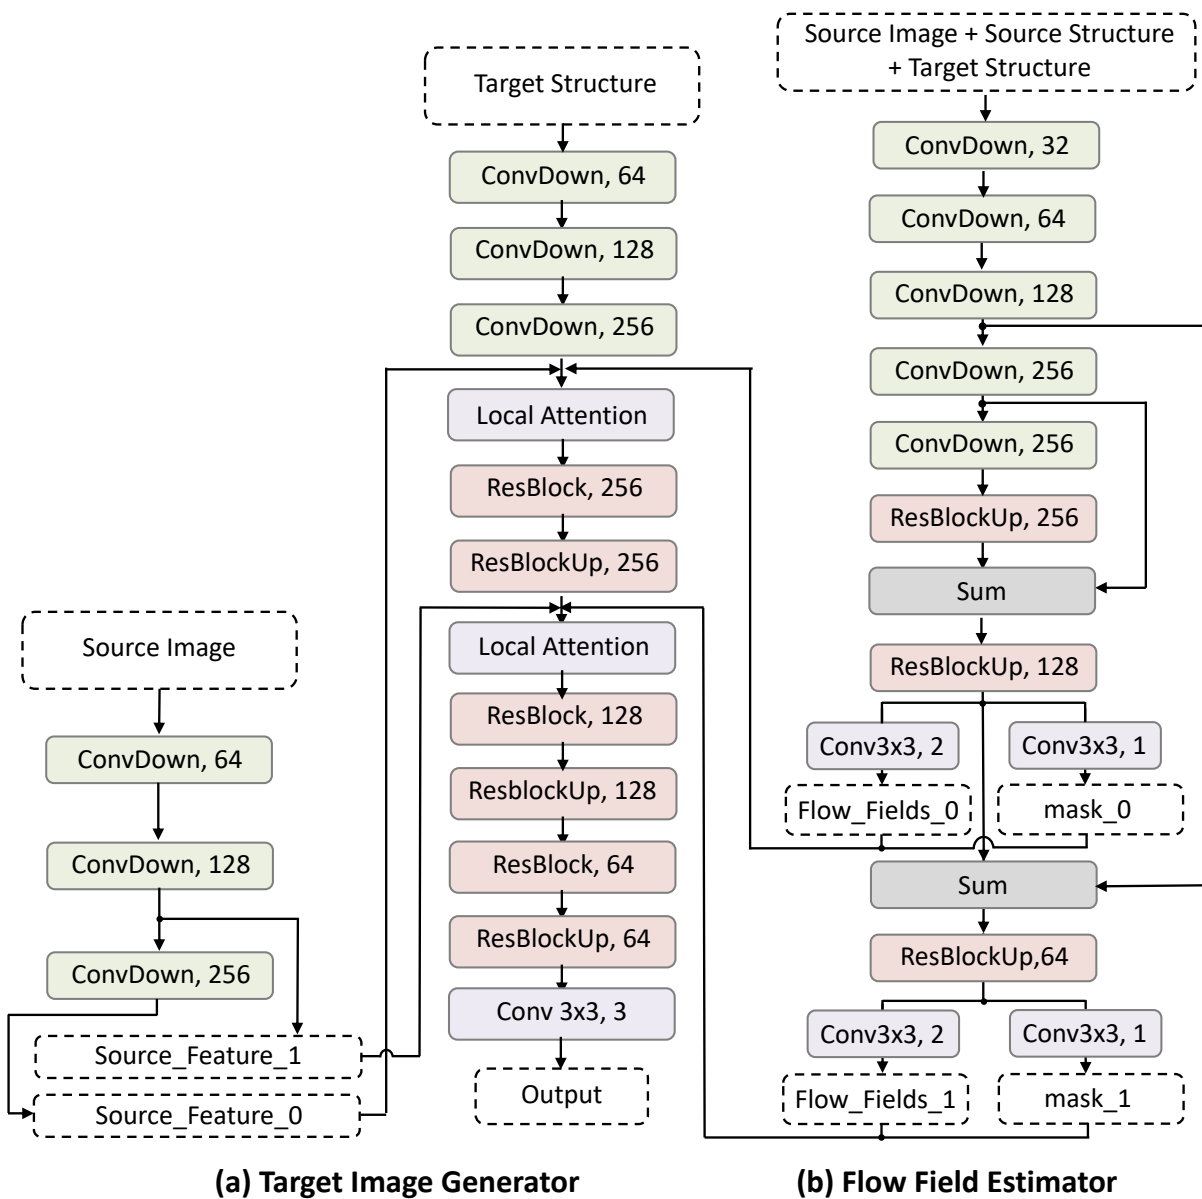 Target Structure
ConvDown, 64
ConvDown, 128
ConvDown, 256
Local Attention
ResBlock, 256
ResBlockUp, 256
Local Attention
ResBlock, 128
ResblockUp, 128
ResBlock, 64
ResBlockUp, 64
Conv 3x3, 3
Output
Source Image
ConvDown, 64
ConvDown, 128
ConvDown, 256
Source_Feature_1
Source_Feature_0
(a) Target Image Generator
Source Image + Source Structure
+ Target Structure
ConvDown, 32
ConvDown, 64
ConvDown, 128
ConvDown, 256
ConvDown, 256
ResBlockUp, 256
Sum
ResBlockUp, 128
Conv3x3, 2
Conv3x3, 1
Flow_Fields_0
mask_0
Sum
ResBlockUp,64
Conv3x3, 2
Conv3x3, 1
Flow_Fields_1
mask_1
(b) Flow Field Estimator